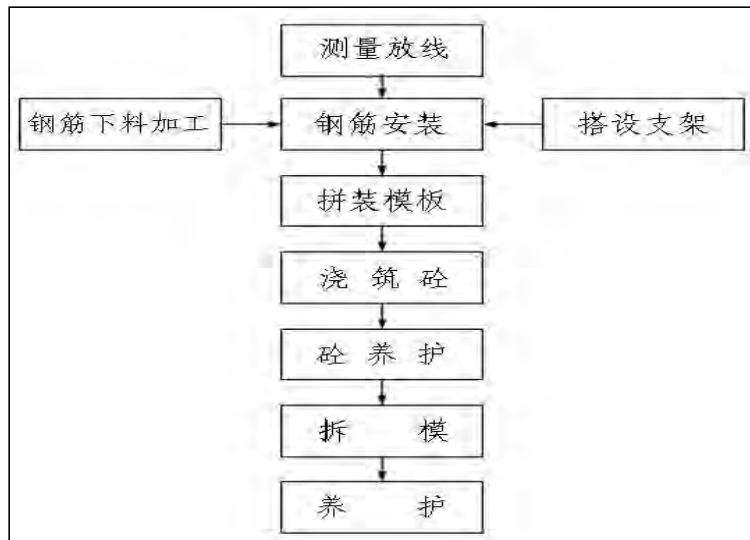 测量放线
钢筋下料加工
钢筋安装
搭设支架
拼装模板
浇筑砼
砼养护
拆模
养护